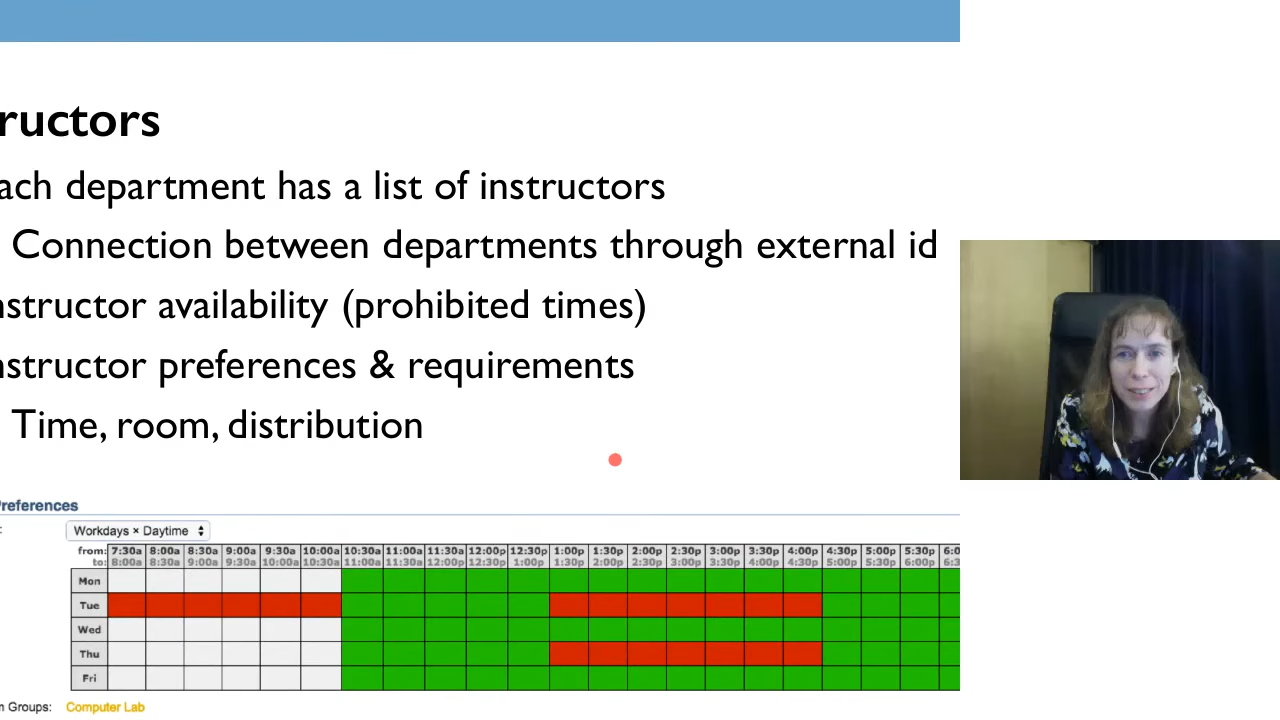 ructors
ach department has a list of instructors
Connection between departments through external id
nstructor availability (prohibited times)
nstructor preferences & requirements
Time, room, distribution
Preferences
: Workdays × Daytime
from: 7:30a 8:00a 8:30a 9:00a 9:30a 10:00a 10:30a 11:00a 11:30a 12:00p 12:30p 1:00p 1:30p 2:00p 2:30p 3:00p 3:30p 4:00p 4:30p 5:00p 5:30p 6:0
to: 8:00a 8:30a 9:00a 9:30a 10:00a 10:30a 11:00a 11:30a 12:00p 12:30p 1:00p 1:30p 2:00p 2:30p 3:00p 3:30p 4:00p 4:30p 5:00p 5:30p 6:00p 6:3
Mon
Tue
Wed
Thu
Fri
m Groups: Computer Lab